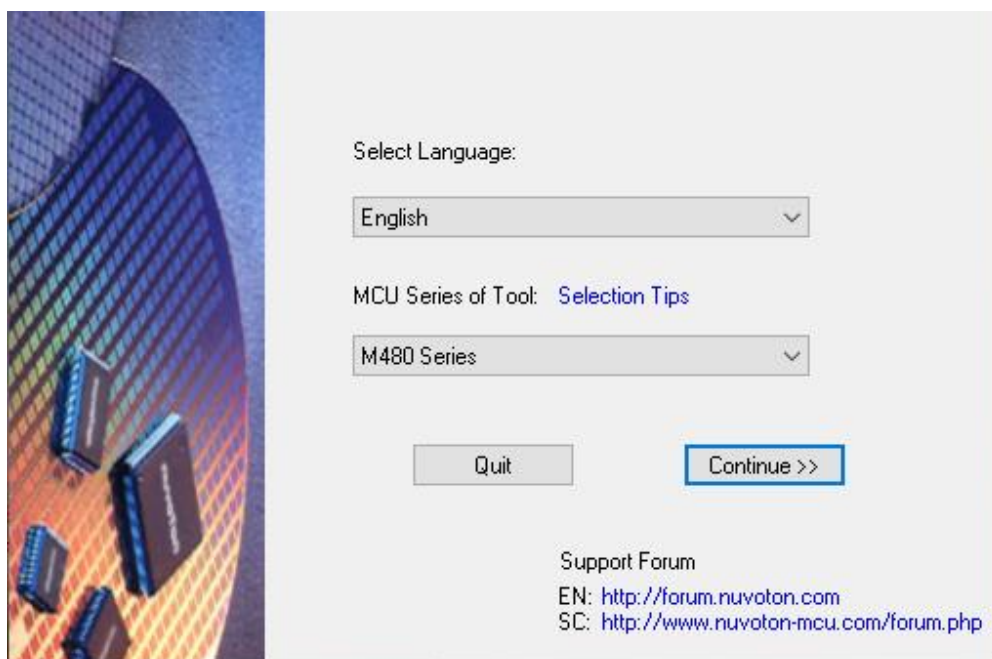 Select Language:
English
MCU Series of Tool: Selection Tips
M480 Series
Quit
Continue >>
Support Forum
EN: http://forum.nuvoton.com
SC: http://www.nuvoton-mcu.com/forum.php
nuvoTon